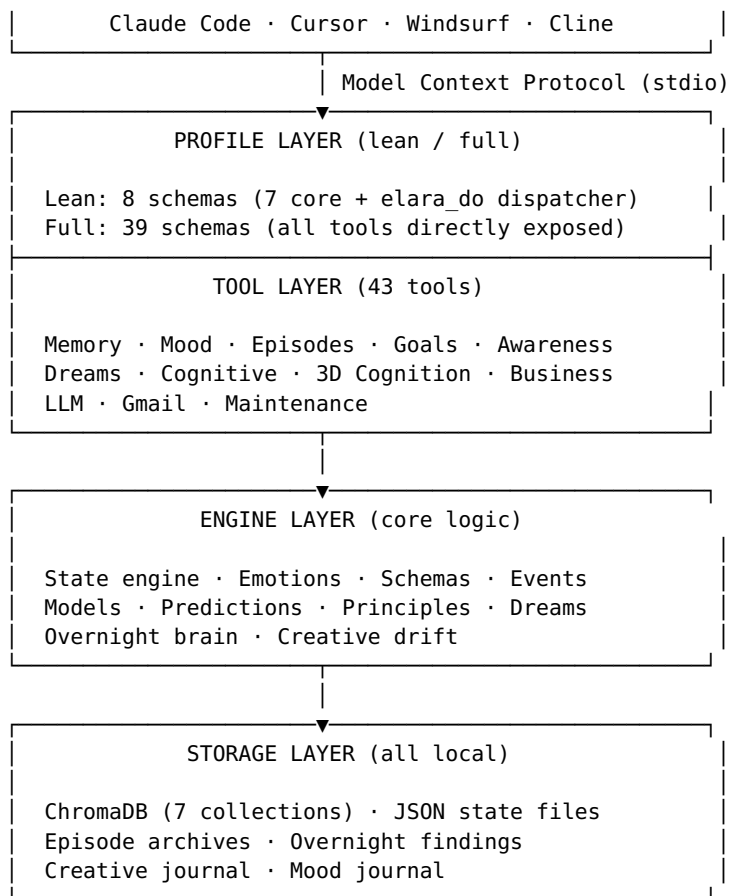 Claude Code · Cursor · Windsurf · Cline
Model Context Protocol (stdio)
PROFILE LAYER (lean / full)
Lean: 8 schemas (7 core + elara_do dispatcher)
Full: 39 schemas (all tools directly exposed)
TOOL LAYER (43 tools)
Memory · Mood · Episodes · Goals · Awareness
Dreams · Cognitive · 3D Cognition · Business
LLM · Gmail · Maintenance
ENGINE LAYER (core logic)
State engine · Emotions · Schemas · Events
Models · Predictions · Principles · Dreams
Overnight brain · Creative drift
STORAGE LAYER (all local)
ChromaDB (7 collections) · JSON state files
Episode archives · Overnight findings
Creative journal · Mood journal